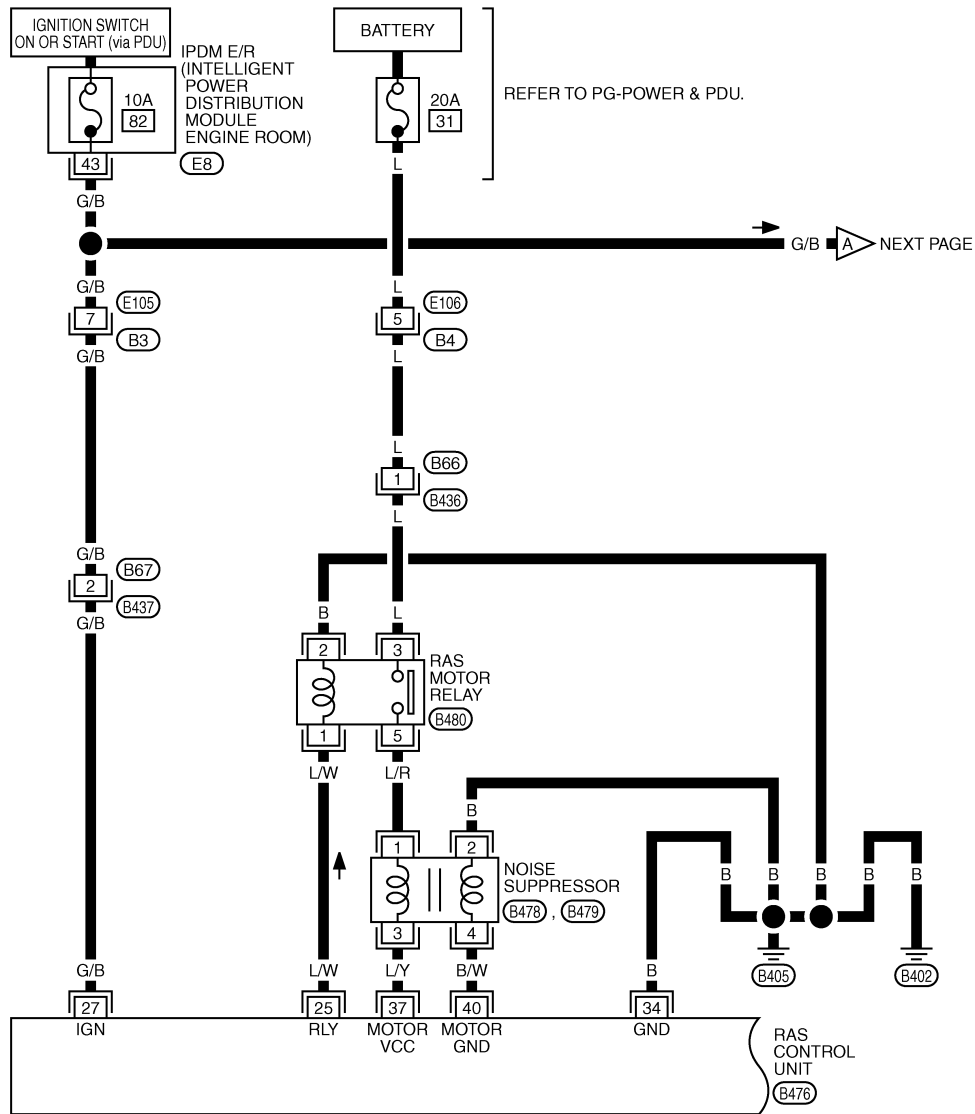 IGNITION SWITCH
ON OR START (via PDU)
BATTERY
IPDM E/R
(INTELLIGENT
POWER
DISTRIBUTION
MODULE
ENGINE ROOM)
10A
82
20A
31
REFER TO PG-POWER & PDU.
43
E8
L
G/B
G/B
A
NEXT PAGE
G/B
L
E105
E106
7
5
B3
B4
G/B
L
L
B66
1
B436
L
G/B
B67
2
B437
G/B
B
L
2
3
RAS
MOTOR
RELAY
B480
1
5
L/W
L/R
B
1
2
NOISE
SUPPRESSOR
B478 , B479
3
4
B
B
B
B
B
B405
B402
G/B
L/W
L/Y
B/W
B
27
25
37
40
34
IGN
RLY
MOTOR
VCC
MOTOR
GND
GND
RAS
CONTROL
UNIT
B476